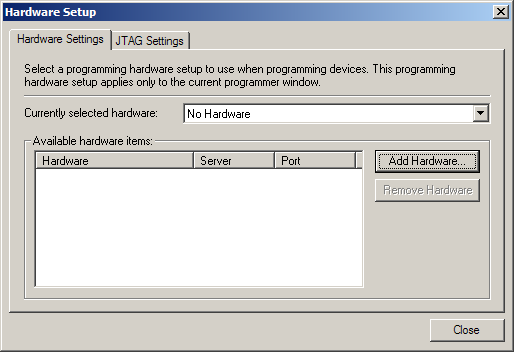 Hardware Setup
Hardware Settings
JTAG Settings
Select a programming hardware setup to use when programming devices. This programming
hardware setup applies only to the current programmer window.
Currently selected hardware:
No Hardware
Available hardware items:
Hardware
Server
Port
Add Hardware...
Remove Hardware
Close